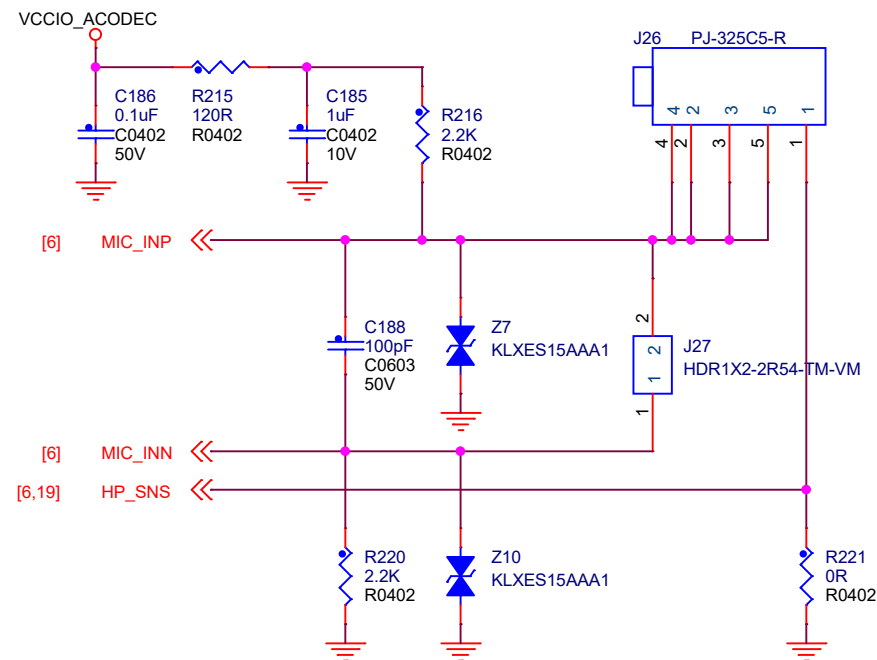 VCCIO_ACODEC
J26 PJ-325C5-R
4 2 3 5 1
4 2 3 5 1
C186
0.1uF
C0402
50V
R215
120R
R0402
C185
1uF
C0402
10V
R216
2.2K
R0402
[6] MIC_INP
C188
100pF
C0603
50V
Z7
KLXES15AAA1
2
2
1
1
J27
HDR1X2-2R54-TM-VM
[6] MIC_INN
[6,19] HP_SNS
R220
2.2K
R0402
Z10
KLXES15AAA1
R221
0R
R0402